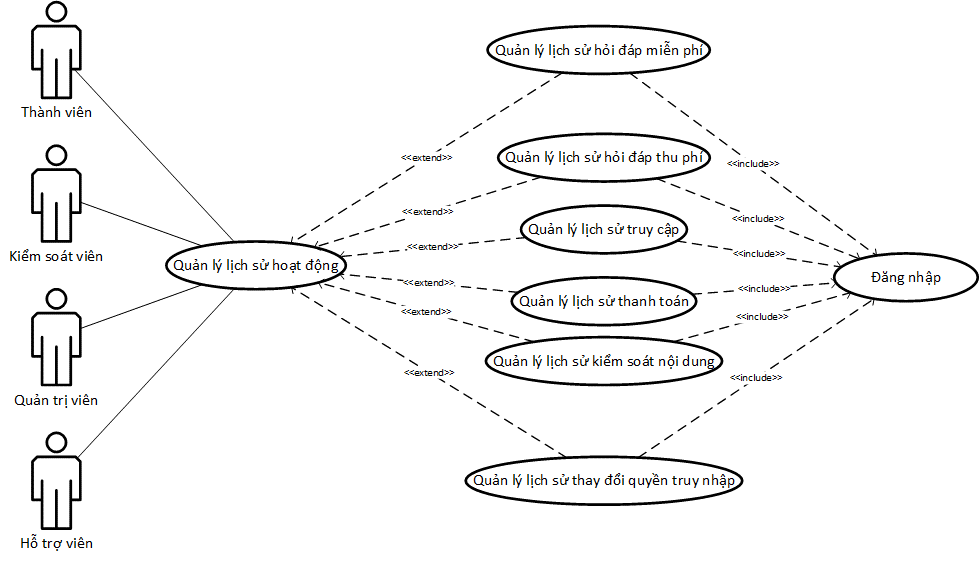 Quản lý lịch sử hỏi đáp miễn phí
Thành viên
<<extend>>
Quản lý lịch sử hỏi đáp thu phí
<<include>>
<<extend>>
<<include>>
Quản lý lịch sử truy cập
Kiểm soát viên
<<extend>>
<<include>>
Quản lý lịch sử hoạt động
Đăng nhập
<<extend>>
<<include>>
Quản lý lịch sử thanh toán
<<extend>>
<<include>>
Quản lý lịch sử kiểm soát nội dung
<<extend>>
<<include>>
Quản trị viên
Quản lý lịch sử thay đổi quyền truy nhập
Hỗ trợ viên